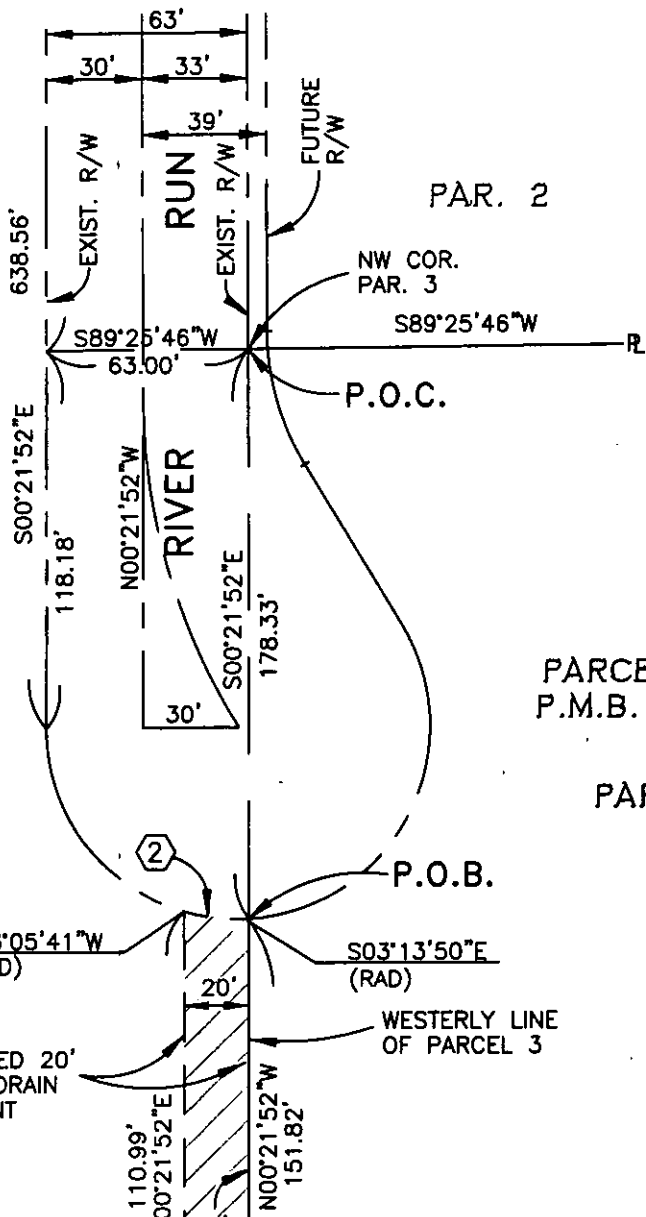 63'
30'
33'
39'
FUTURE
R/W
EXIST. R/W
EXIST. R/W
RUN
PAR. 2
638.56'
NW COR.
PAR. 3
S89°25'46"W
63.00'
S89°25'46"W
P.O.C.
S00°21'52"E
118.18'
N00°21'52"W
RIVER
S00°21'52"E
178.33'
30'
P.M.B.
2
P.O.B.
°05'41"W
D)
S03°13'50"E
(RAD)
20'
WESTERLY LINE
OF PARCEL 3
ED 20'
DRAIN
NT
110.99'
00°21'52"E
N00°21'52"W
151.82'